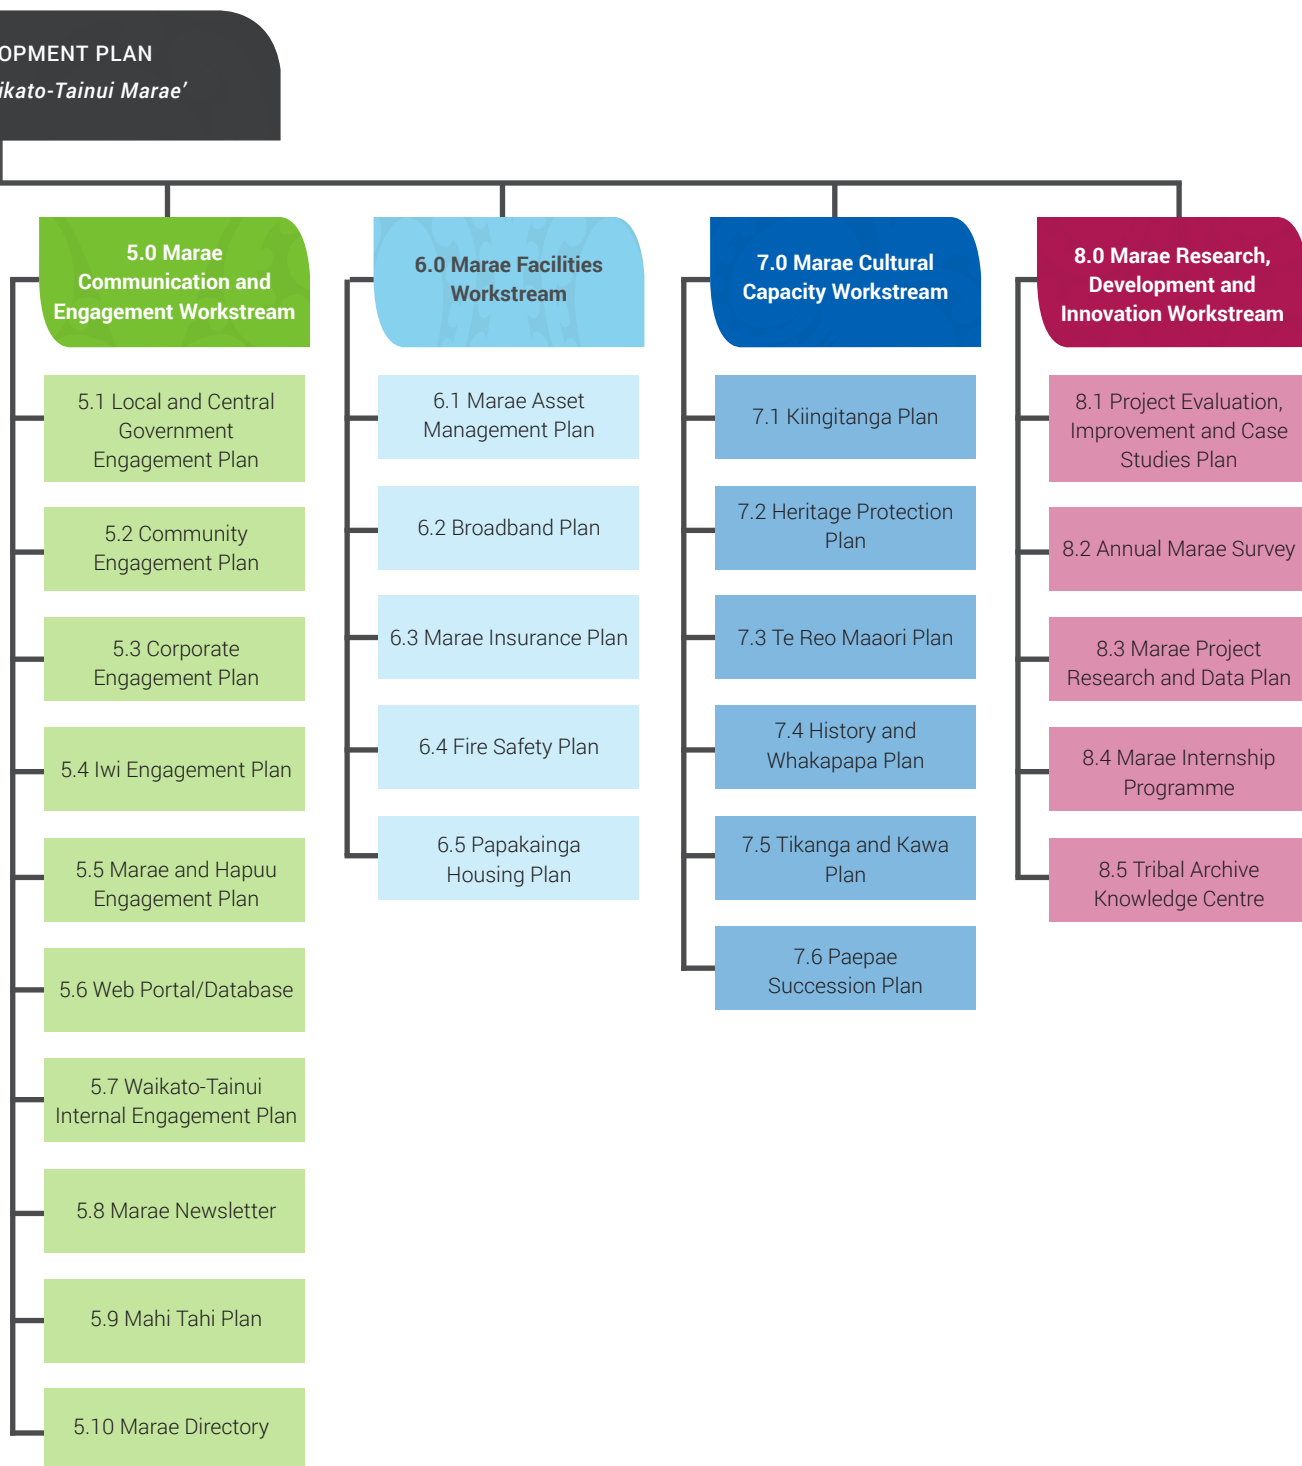 OPMENT PLAN
ikato-Tainui Marae’
5.0 Marae
Communication and
Engagement Workstream
5.1 Local and Central
Government
Engagement Plan
5.2 Community
Engagement Plan
5.3 Corporate
Engagement Plan
5.4 Iwi Engagement Plan
5.5 Marae and Hapuu
Engagement Plan
5.6 Web Portal/Database
5.7 Waikato-Tainui
Internal Engagement Plan
5.8 Marae Newsletter
5.9 Mahi Tahi Plan
5.10 Marae Directory
6.0 Marae Facilities
Workstream
6.1 Marae Asset
Management Plan
6.2 Broadband Plan
6.3 Marae Insurance Plan
6.4 Fire Safety Plan
6.5 Papakainga
Housing Plan
7.0 Marae Cultural
Capacity Workstream
7.1 Kiingitanga Plan
7.2 Heritage Protection
Plan
7.3 Te Reo Maaori Plan
7.4 History and
Whakapapa Plan
7.5 Tikanga and Kawa
Plan
7.6 Paepae
Succession Plan
8.0 Marae Research,
Development and
Innovation Workstream
8.1 Project Evaluation,
Improvement and Case
Studies Plan
8.2 Annual Marae Survey
8.3 Marae Project
Research and Data Plan
8.4 Marae Internship
Programme
8.5 Tribal Archive
Knowledge Centre